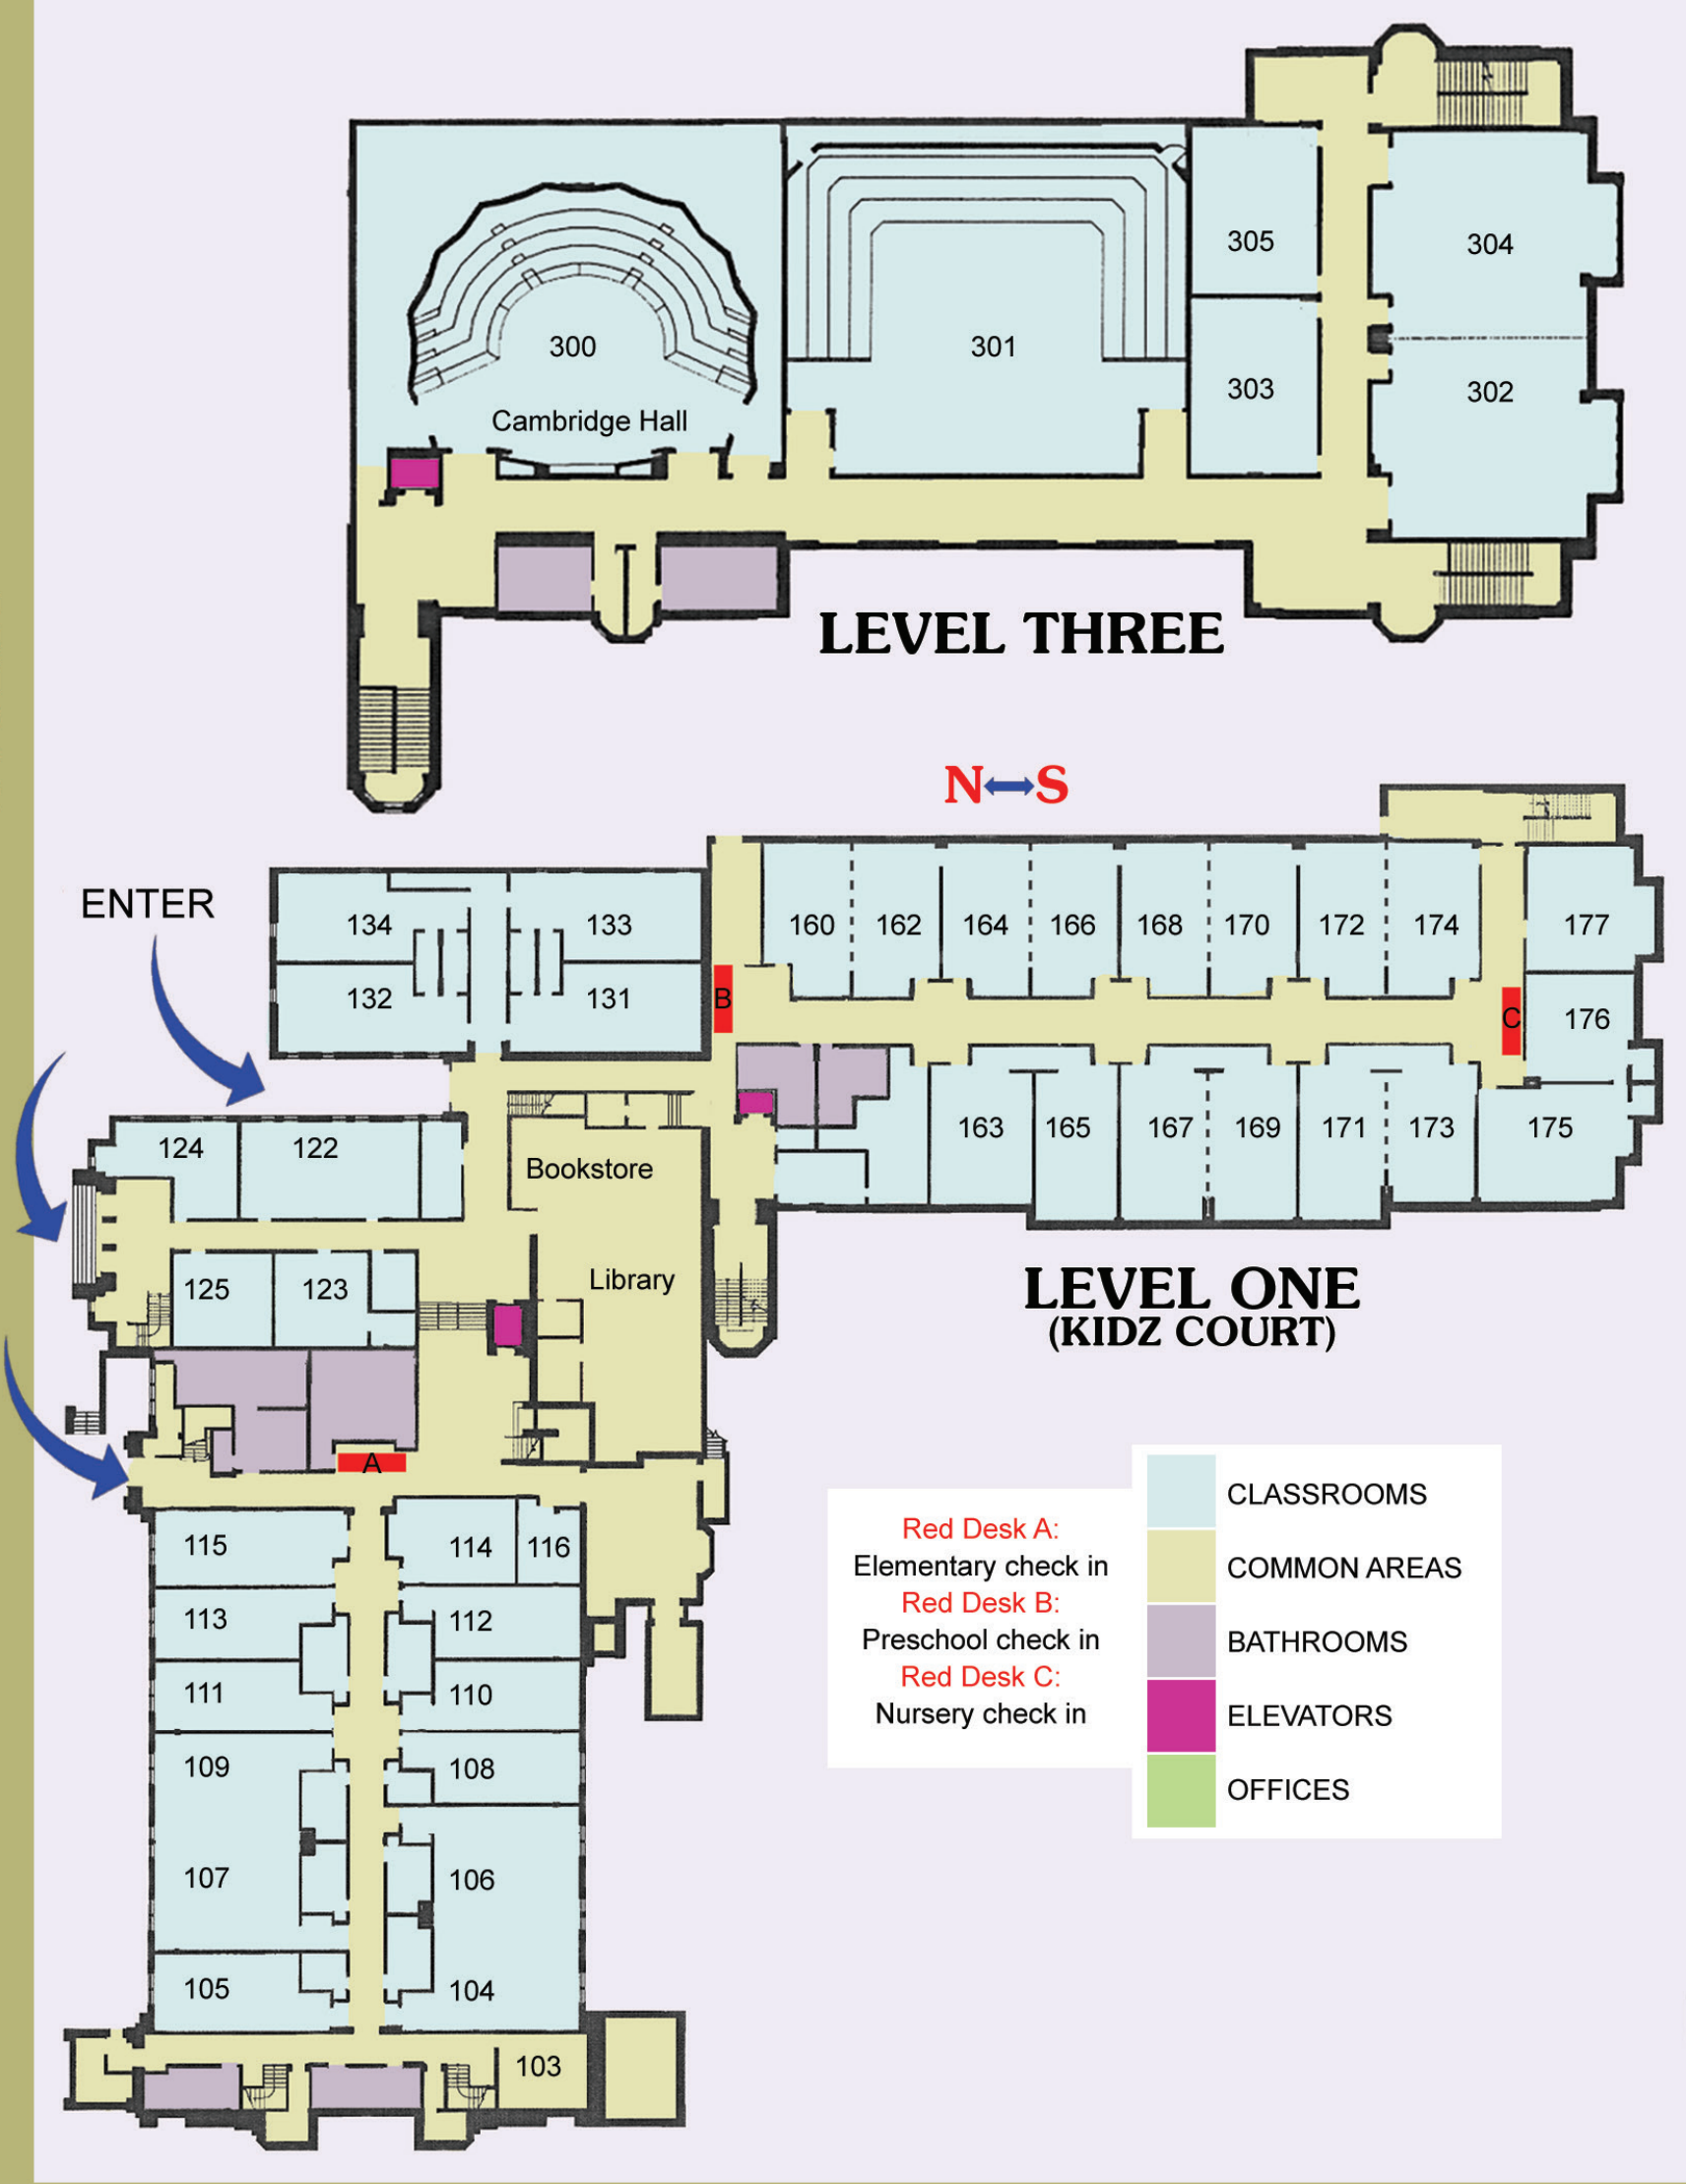 305
304
300
301
303
302
Cambridge Hall
LEVEL THREE
N S
ENTER
134
133
160
162
164
166
168
170
172
174
177
132
131
B
C
176
124
122
Bookstore
163
165
167
169
171
173
175
125
123
Library
LEVEL ONE
(KIDZ COURT)
A
115
114
116
113
112
111
110
109
108
107
106
105
104
103
Red Desk A:
Elementary check in
Red Desk B:
Preschool check in
Red Desk C:
Nursery check in
CLASSROOMS
COMMON AREAS
BATHROOMS
ELEVATORS
OFFICES